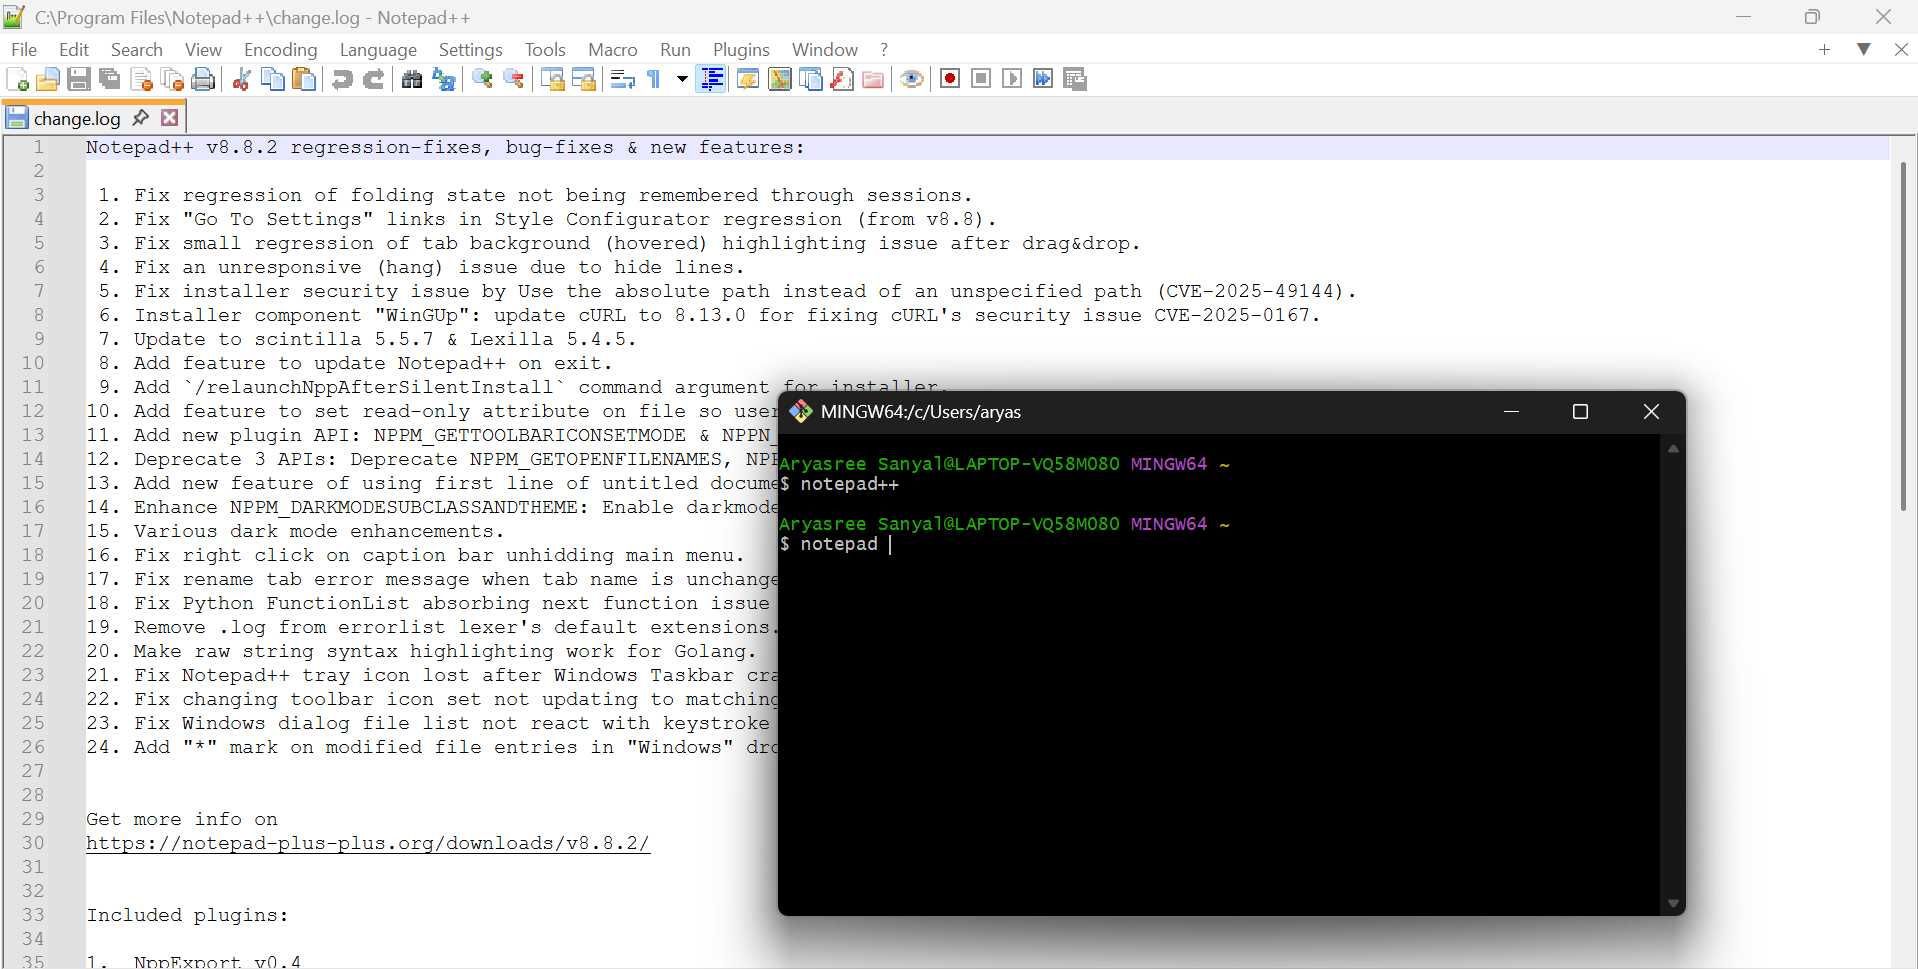 C:\Program Files\Notepad++\change.log - Notepad++
File Edit Search View Encoding Language Settings Tools Macro Run Plugins Window ?
change.log
1 Notepad++ v8.8.2 regression-fixes, bug-fixes & new features:
2
3 1. Fix regression of folding state not being remembered through sessions.
4 2. Fix "Go To Settings" links in Style Configurator regression (from v8.8).
5 3. Fix small regression of tab background (hovered) highlighting issue after drag&drop.
6 4. Fix an unresponsive (hang) issue due to hide lines.
7 5. Fix installer security issue by Use the absolute path instead of an unspecified path (CVE-2025-49144).
8 6. Installer component "WinGUp": update cURL to 8.13.0 for fixing cURL's security issue CVE-2025-0167.
9 7. Update to scintilla 5.5.7 & Lexilla 5.4.5.
10 8. Add feature to update Notepad++ on exit.
11 9. Add `/relaunchNppAfterSilentInstall` command argument for installer.
12 10. Add feature to set read-only attribute on file so user
13 11. Add new plugin API: NPPM_GETTOOLBARICONSETMODE & NPPN_
14 12. Deprecate 3 APIs: Deprecate NPPM_GETOPENFILENAMES, NPP
15 13. Add new feature of using first line of untitled docume
16 14. Enhance NPPM_DARKMODESUBCLASSANDTHEME: Enable darkmode
17 15. Various dark mode enhancements.
18 16. Fix right click on caption bar unhidding main menu.
19 17. Fix rename tab error message when tab name is unchange
20 18. Fix Python FunctionList absorbing next function issue
21 19. Remove .log from errorlist lexer's default extensions.
22 20. Make raw string syntax highlighting work for Golang.
23 21. Fix Notepad++ tray icon lost after Windows Taskbar cra
24 22. Fix changing toolbar icon set not updating to matching
25 23. Fix Windows dialog file list not react with keystroke
26 24. Add "*" mark on modified file entries in "Windows" dro
27
28
29 Get more info on
30 https://notepad-plus-plus.org/downloads/v8.8.2/
31
32
33 Included plugins:
34
35 1. NppExport v0.4
MINGW64:/c/Users/aryas
Aryasree Sanyal@LAPTOP-VQ58MO80 MINGW64 ~
$ notepad++
Aryasree Sanyal@LAPTOP-VQ58MO80 MINGW64 ~
$ notepad